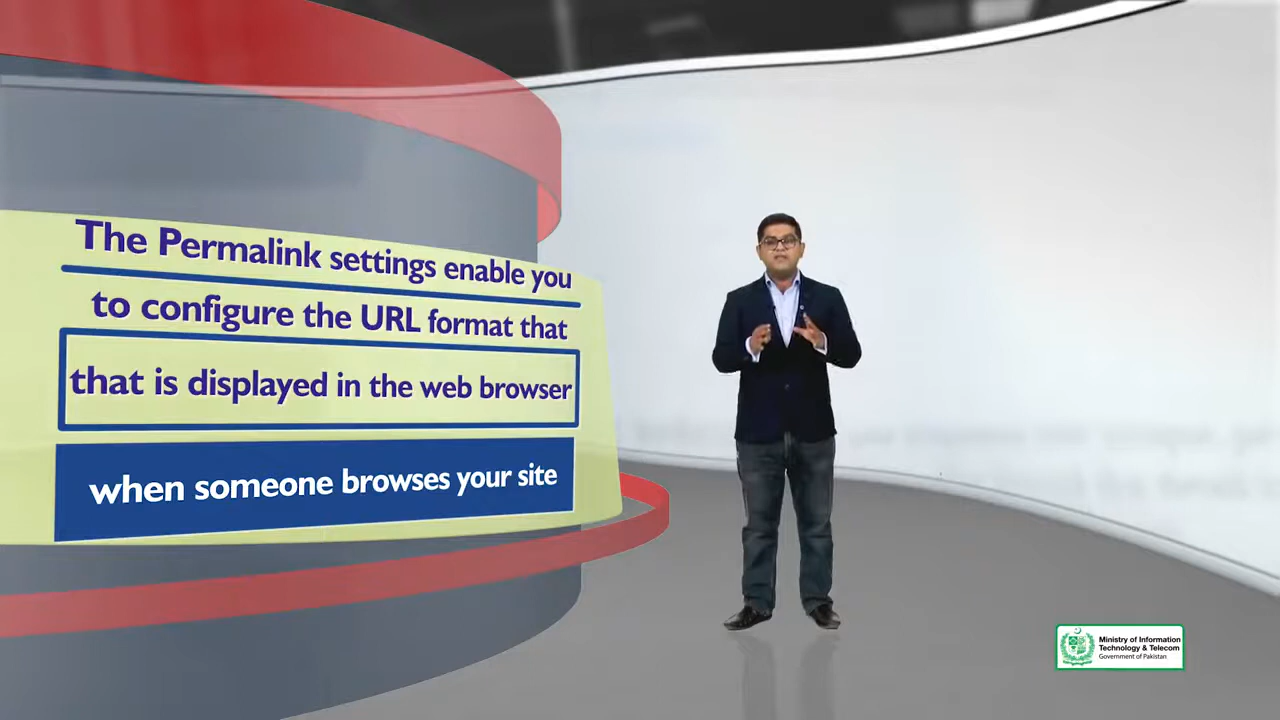 The Permalink settings enable you
to configure the URL format that
that is displayed in the web browser
when someone browses your site
Ministry of Information
Technology & Telecom
Government of Pakistan